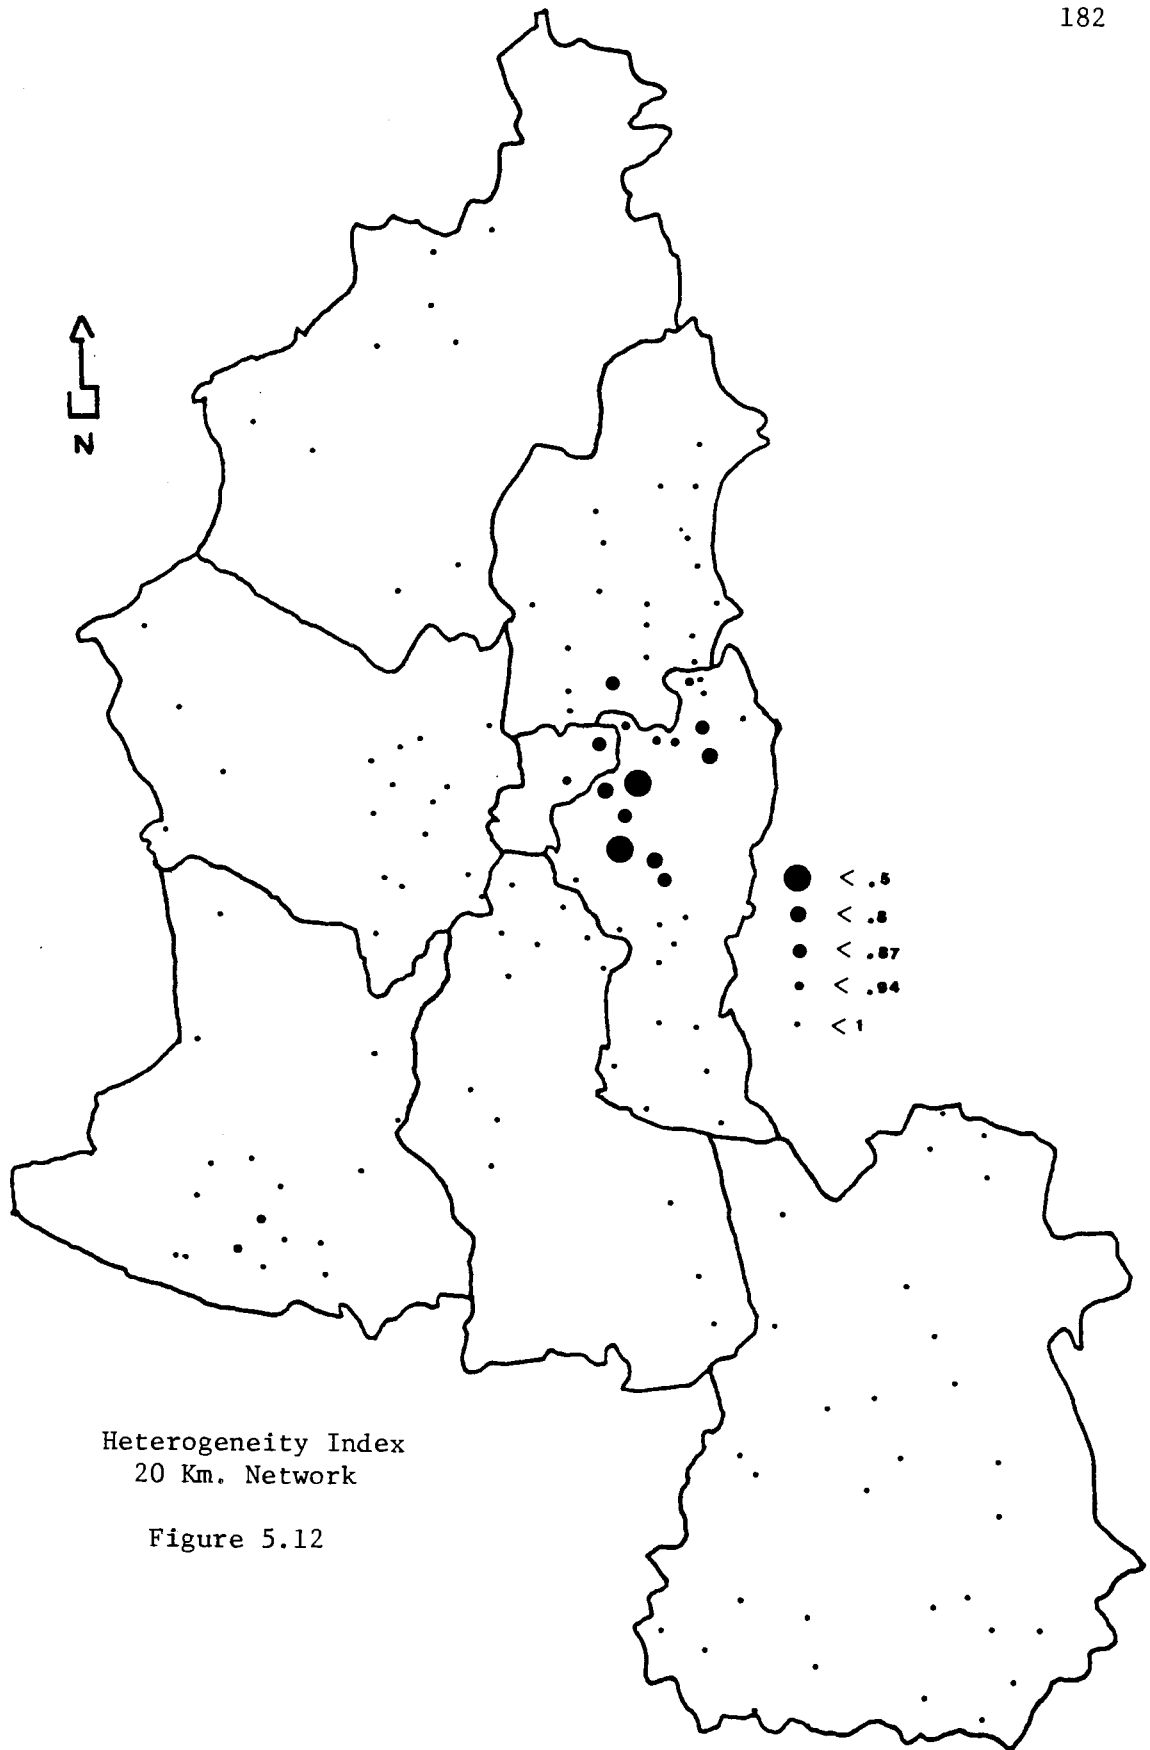 182
N
< .5
< .8
< .87
< .94
< 1
Heterogeneity Index
20 Km. Network
Figure 5.12